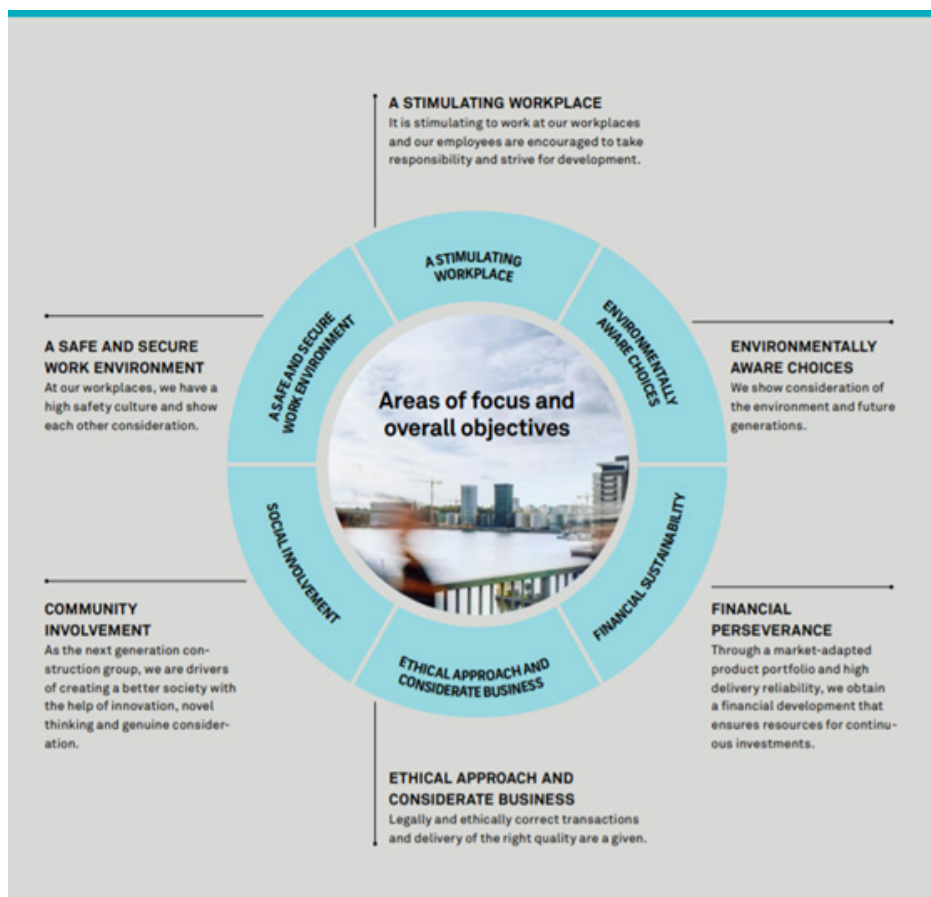 A STIMULATING WORKPLACE
It is stimulating to work at our workplaces
and our employees are encouraged to take
responsibility and strive for development.
A STIMULATING
WORKPLACE
ENVIRONMENTALLY
AWARE CHOICES
A SAFE AND SECURE
WORK ENVIRONMENT
A SAFE AND SECURE
WORK ENVIRONMENT
At our workplaces, we have a
high safety culture and show
each other consideration.
Areas of focus and
overall objectives
ENVIRONMENTALLY
AWARE CHOICES
We show consideration of
the environment and future
generations.
SOCIAL INVOLVEMENT
FINANCIAL SUSTAINABILITY
COMMUNITY
INVOLVEMENT
As the next generation con-
struction group, we are drivers
of creating a better society with
the help of innovation, novel
thinking and genuine consider-
ation.
ETHICAL APPROACH AND
CONSIDERATE BUSINESS
FINANCIAL
PERSEVERANCE
Through a market-adapted
product portfolio and high
delivery reliability, we obtain
a financial development that
ensures resources for continu-
ous investments.
ETHICAL APPROACH AND
CONSIDERATE BUSINESS
Legally and ethically correct transactions
and delivery of the right quality are a given.